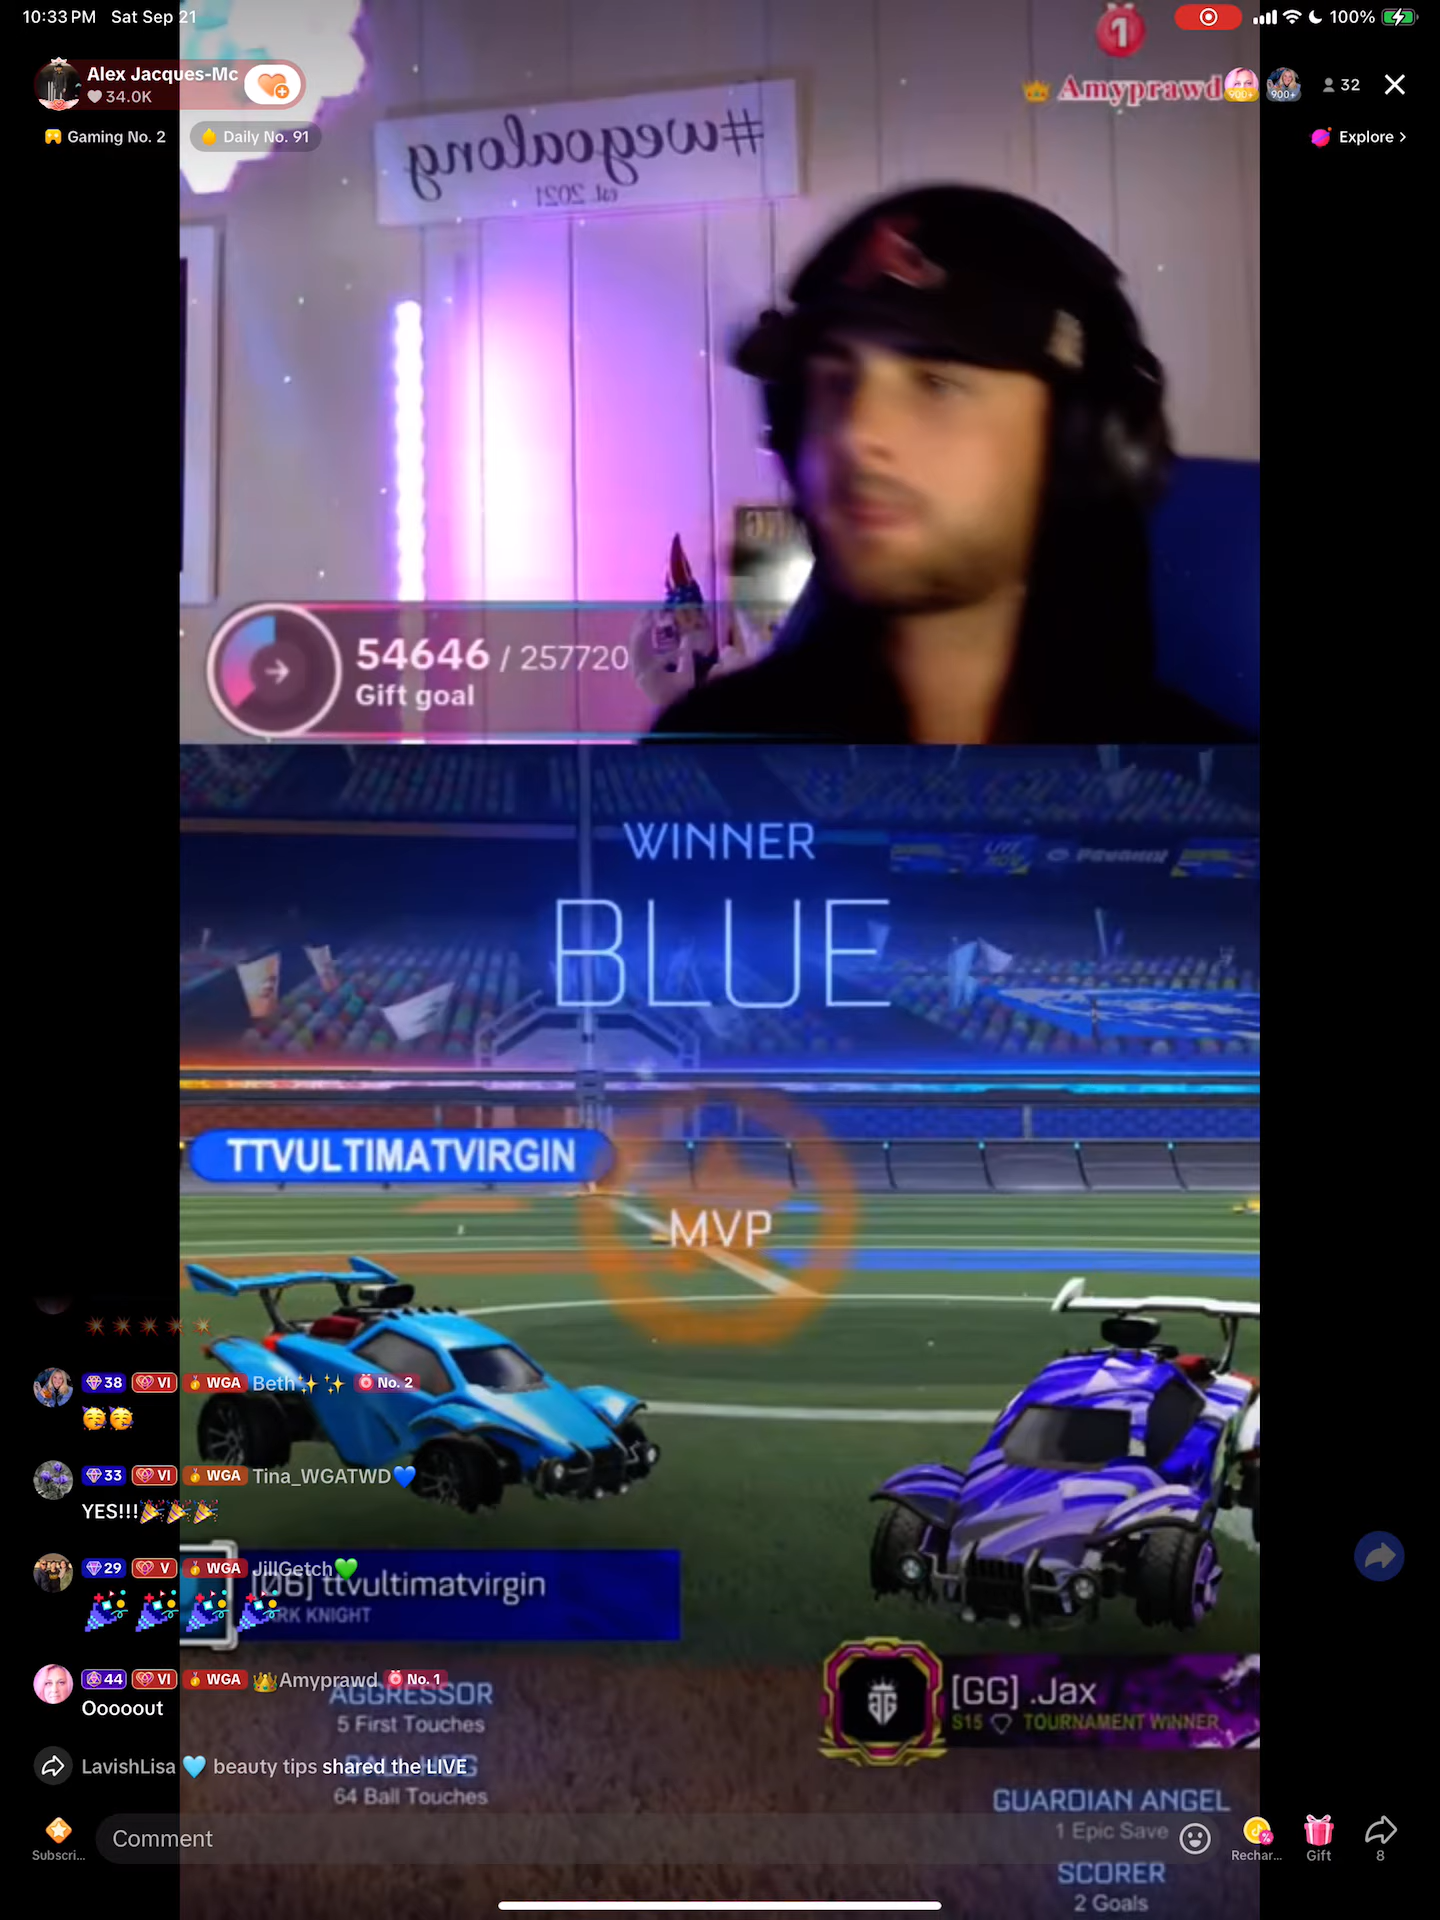 10:33 PM Sat Sep 21
100%
1
Alex Jacques-Mc
34.0K
Amyprawd
900+
900+
32
Gaming No. 2
Daily No. 91
Explore >
#wegoalong
est. 2021
54646 / 257720
Gift goal
WINNER
BLUE
TTVULTIMATVIRGIN
MVP
38 VI WGA Beth✨✨ No. 2
🥳🥳
33 VI WGA Tina_WGATWD💙
YES!!!🎉🎉🎉
29 V WGA JillGetch💚
🎉🎉🎉🎉
ttvultimatvirgin
KNIGHT
44 VI WGA 👑Amyprawd No. 1
Ooooout
AGGRESSOR
5 First Touches
LavishLisa 🩵 beauty tips shared the LIVE
64 Ball Touches
[GG] .Jax
S15 TOURNAMENT WINNER
GUARDIAN ANGEL
1 Epic Save
SCORER
2 Goals
Subscri...
Comment
Rechar...
Gift
8